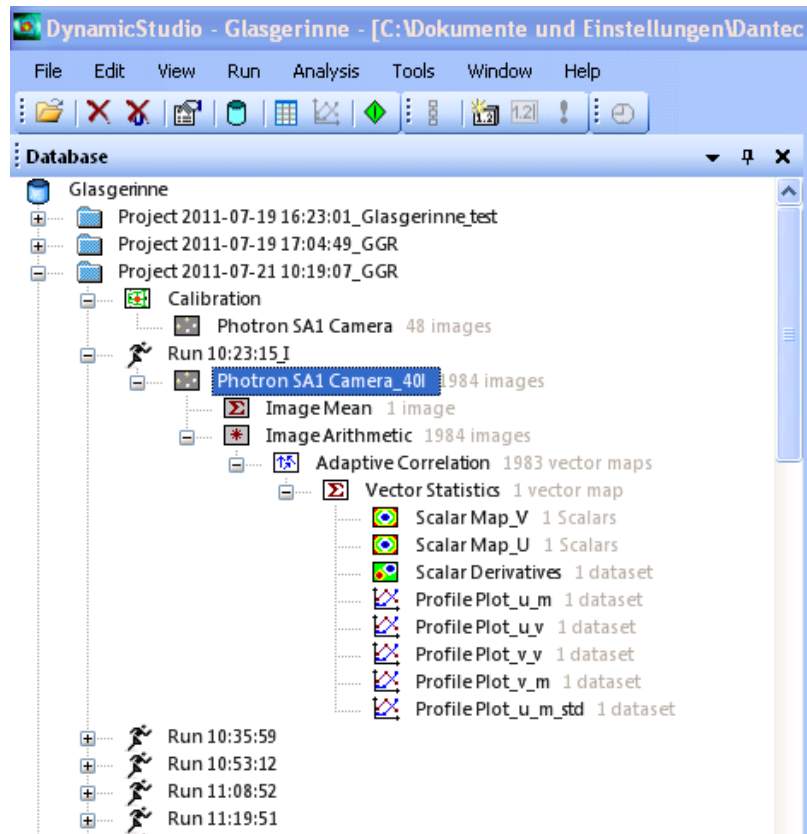 DynamicStudio - Glasgerinne - [C:\Dokumente und Einstellungen\Dantec
File Edit View Run Analysis Tools Window Help
Database
Glasgerinne
Project 2011-07-19 16:23:01_Glasgerinne_test
Project 2011-07-19 17:04:49_GGR
Project 2011-07-21 10:19:07_GGR
Calibration
Photron SA1 Camera 48 images
Run 10:23:15_I
Photron SA1 Camera_40l 1984 images
Image Mean 1 image
Image Arithmetic 1984 images
Adaptive Correlation 1983 vector maps
Vector Statistics 1 vector map
Scalar Map_V 1 Scalars
Scalar Map_U 1 Scalars
Scalar Derivatives 1 dataset
Profile Plot_u_m 1 dataset
Profile Plot_u_v 1 dataset
Profile Plot_v_v 1 dataset
Profile Plot_v_m 1 dataset
Profile Plot_u_m_std 1 dataset
Run 10:35:59
Run 10:53:12
Run 11:08:52
Run 11:19:51